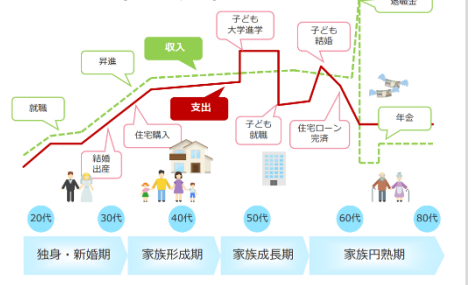 退職金
子ども
大学進学
子ども
結婚
収入
昇進
就職
支出
年金
住宅購入
子ども
就職
住宅ローン
完済
結婚
出産
20代
30代
40代
50代
60代
80代
独身・新婚期
家族形成期
家族成長期
家族円熟期